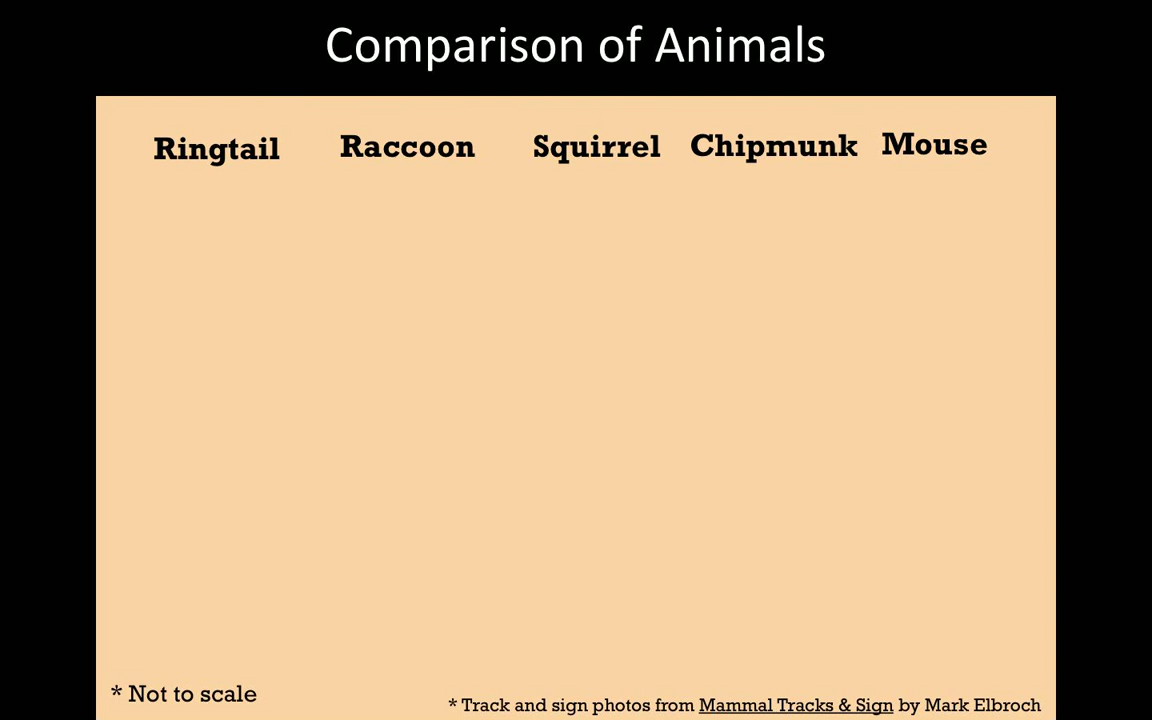 Comparison of Animals
Ringtail Raccoon Squirrel Chipmunk Mouse
* Not to scale
* Track and sign photos from Mammal Tracks & Sign by Mark Elbroch